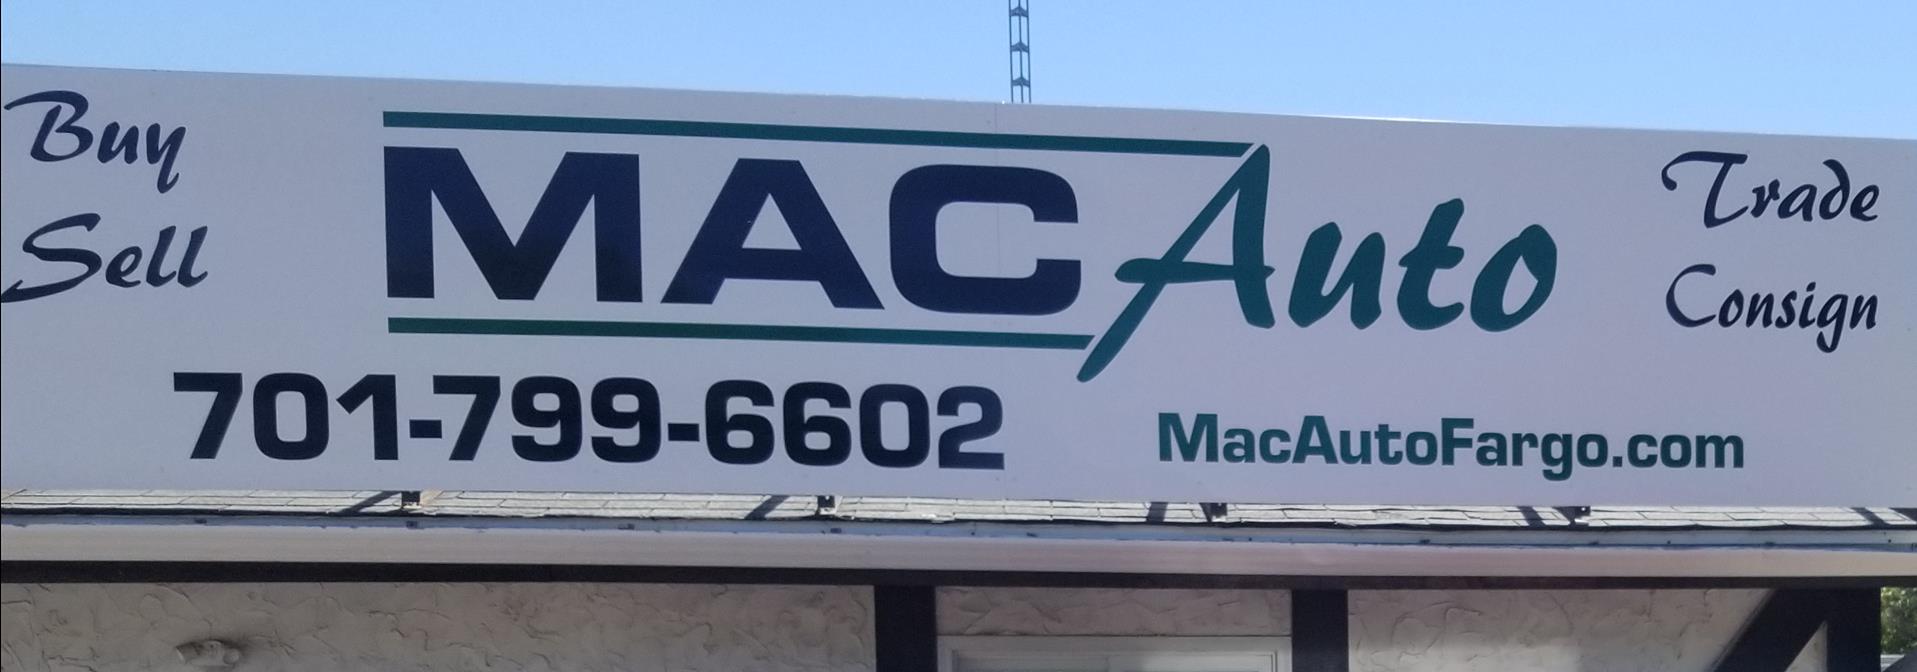 Buy
Sell
MAC Auto
Trade
Consign
701-799-6602
MacAutoFargo.com